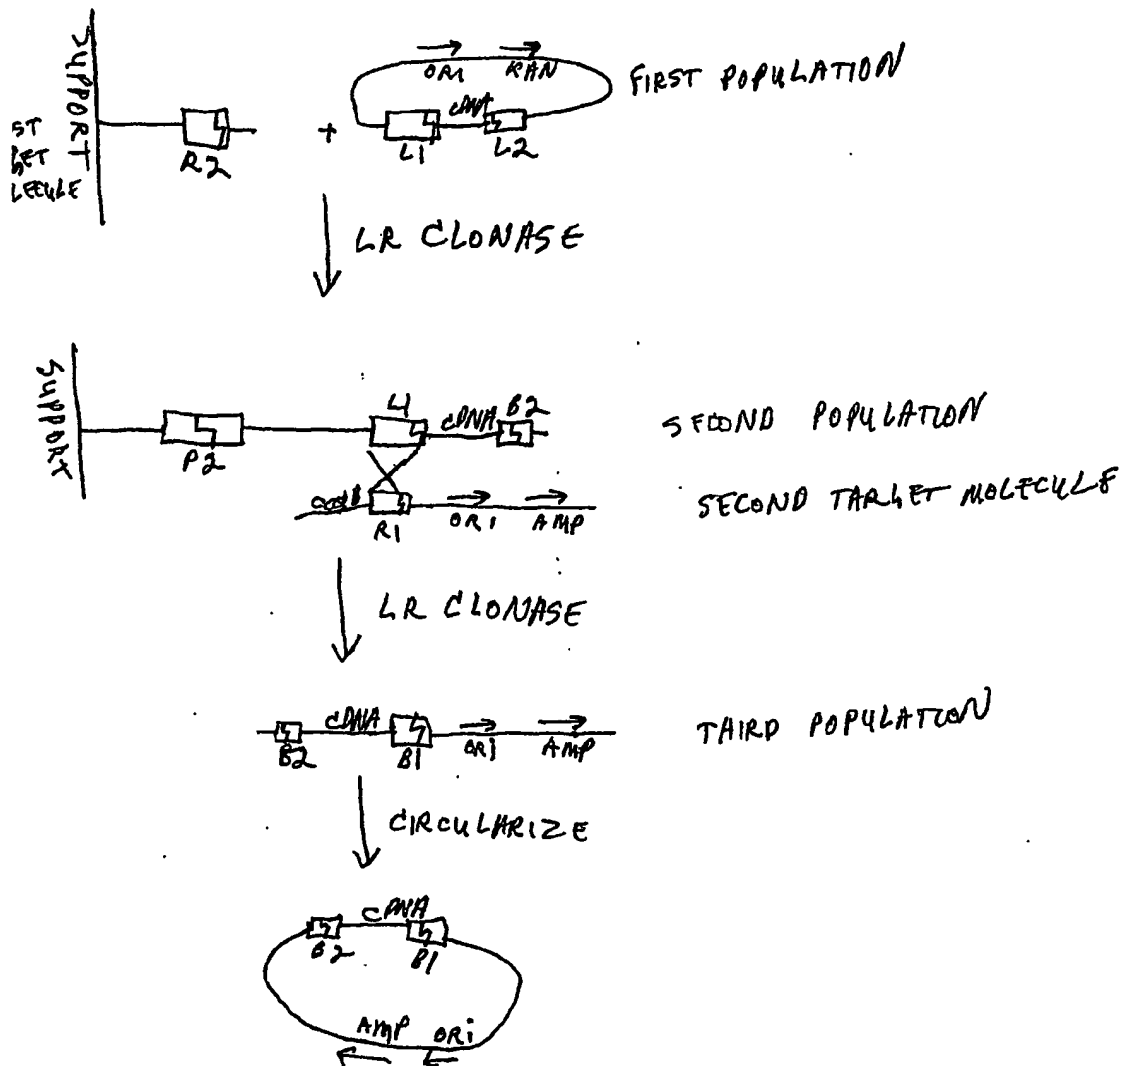 SUPPORT
ST
GET
LECULE
R2
+
ORI KAN
cDNA
L1 L2
FIRST POPULATION
LR CLONASE
SUPPORT
P2
L1 cDNA B2
SECOND POPULATION
R1 ORI AMP
SECOND TARGET MOLECULE
LR CLONASE
B2 cDNA B1 ORI AMP
THIRD POPULATION
CIRCULARIZE
cDNA
B2 B1
AMP ORi